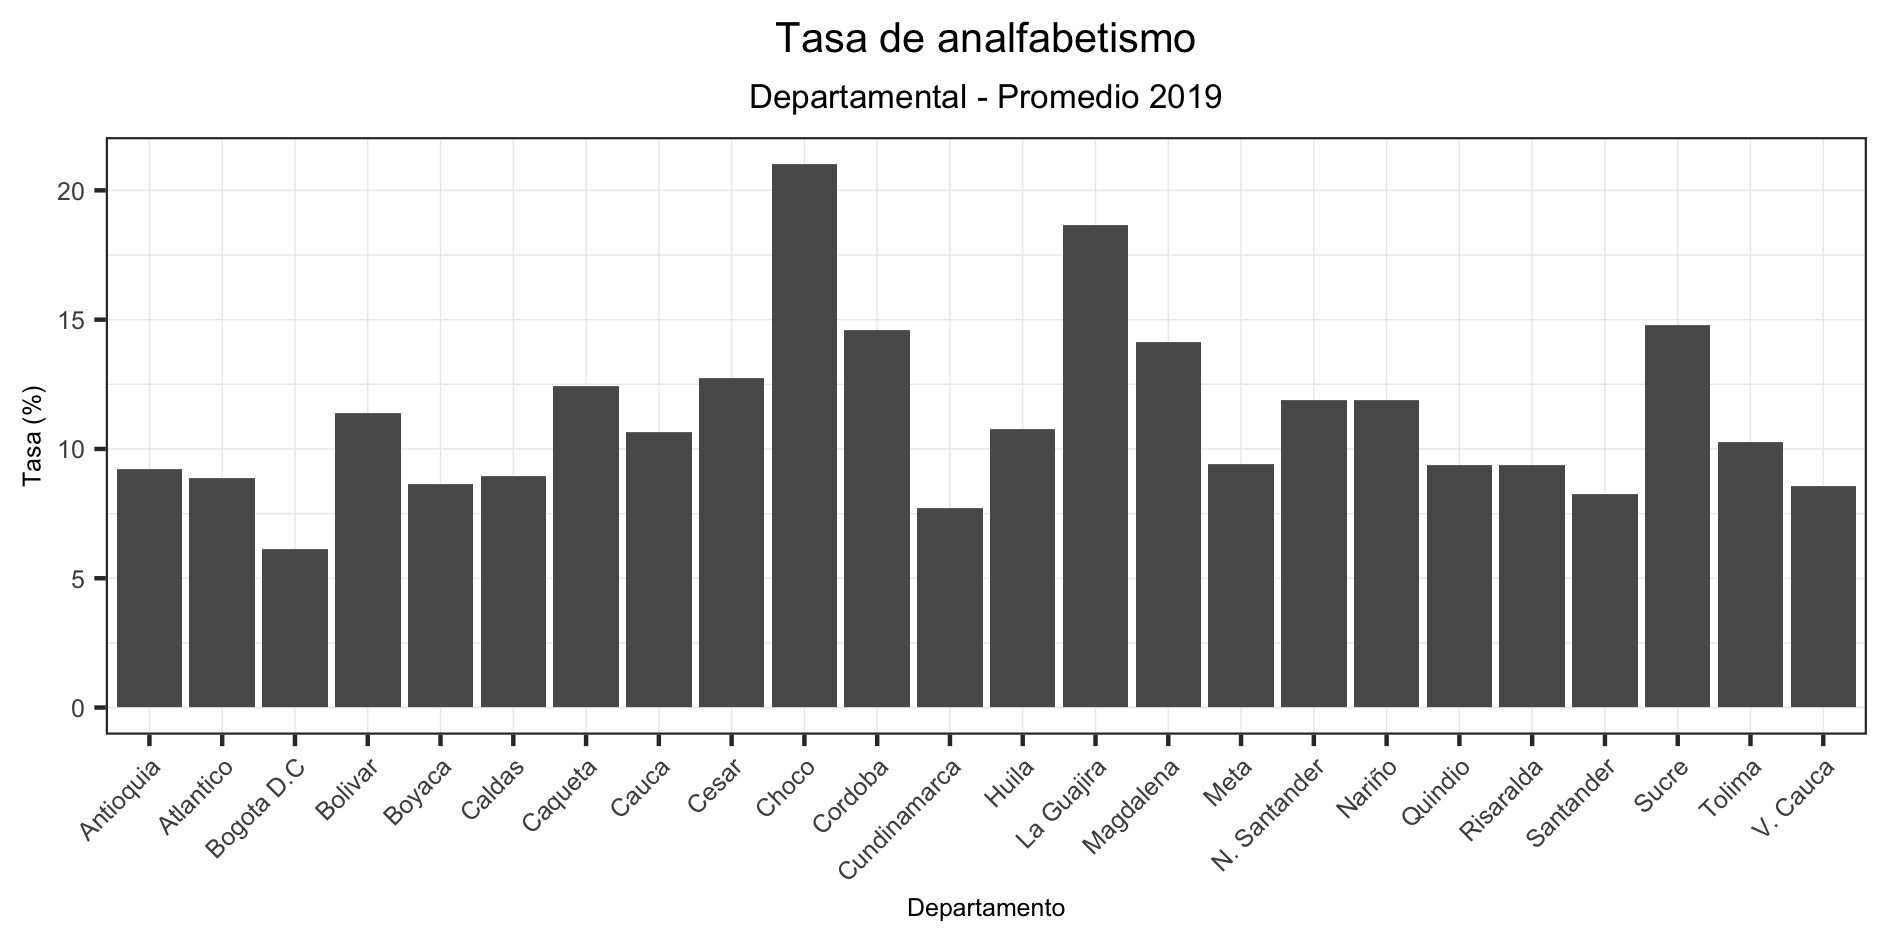 Tasa de analfabetismo
Departamental - Promedio 2019
Tasa (%)
20
15
10
5
0
Antioquia
Atlantico
Bogota D.C
Bolivar
Boyaca
Caldas
Caqueta
Cauca
Cesar
Choco
Cordoba
Cundinamarca
Huila
La Guajira
Magdalena
Meta
N. Santander
Nariño
Quindio
Risaralda
Santander
Sucre
Tolima
V. Cauca
Departamento